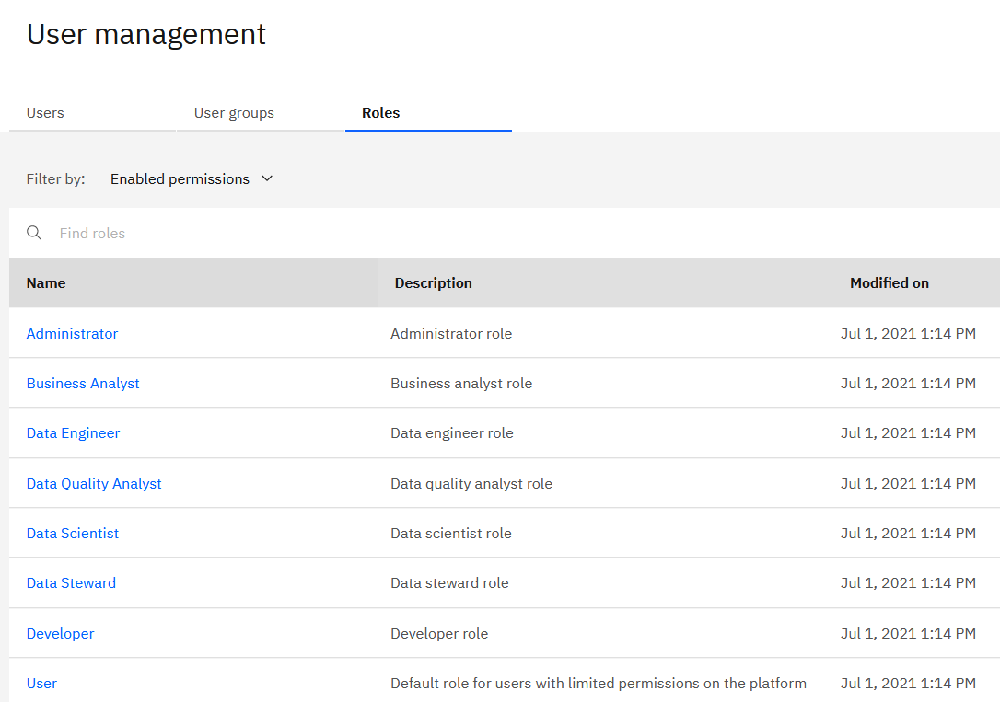 User management
Users User groups Roles
Filter by: Enabled permissions
Find roles
Name Description Modified on
Administrator Administrator role Jul 1, 2021 1:14 PM
Business Analyst Business analyst role Jul 1, 2021 1:14 PM
Data Engineer Data engineer role Jul 1, 2021 1:14 PM
Data Quality Analyst Data quality analyst role Jul 1, 2021 1:14 PM
Data Scientist Data scientist role Jul 1, 2021 1:14 PM
Data Steward Data steward role Jul 1, 2021 1:14 PM
Developer Developer role Jul 1, 2021 1:14 PM
User Default role for users with limited permissions on the platform Jul 1, 2021 1:14 PM